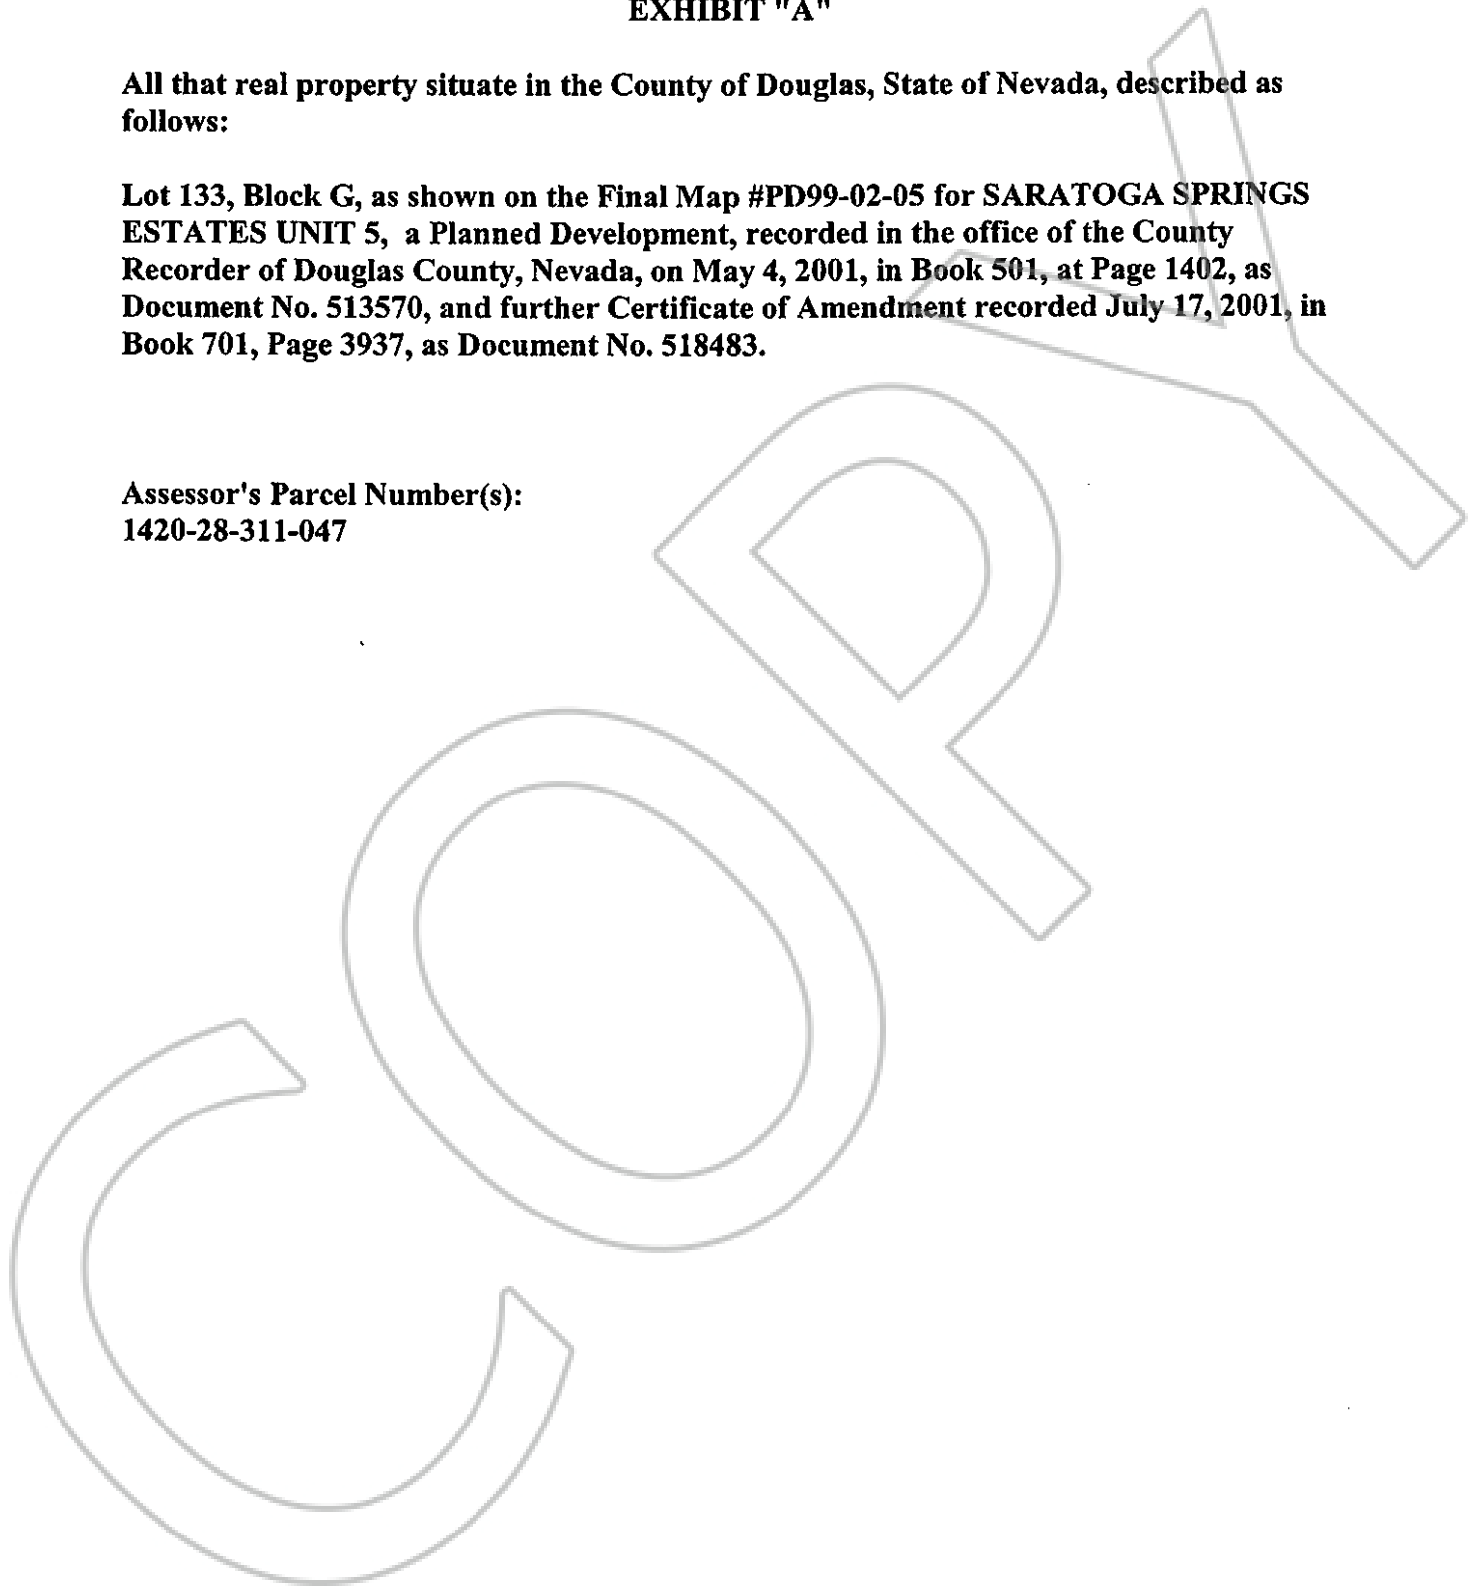 EXHIBIT "A"
All that real property situate in the County of Douglas, State of Nevada, described as
follows:
Lot 133, Block G, as shown on the Final Map #PD99-02-05 for SARATOGA SPRINGS
ESTATES UNIT 5, a Planned Development, recorded in the office of the County
Recorder of Douglas County, Nevada, on May 4, 2001, in Book 501, at Page 1402, as
Document No. 513570, and further Certificate of Amendment recorded July 17, 2001, in
Book 701, Page 3937, as Document No. 518483.
Assessor's Parcel Number(s):
1420-28-311-047
COPY